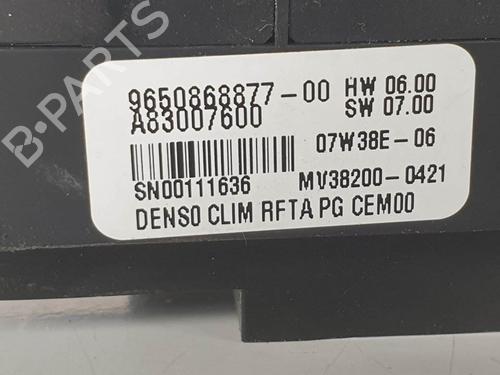 9650868877-00 HW 06.00
A83007600 SW 07.00
07W38E-06
SN00111636 MV38200-0421
DENSO CLIM RFTA PG CEM00
B-PARTS